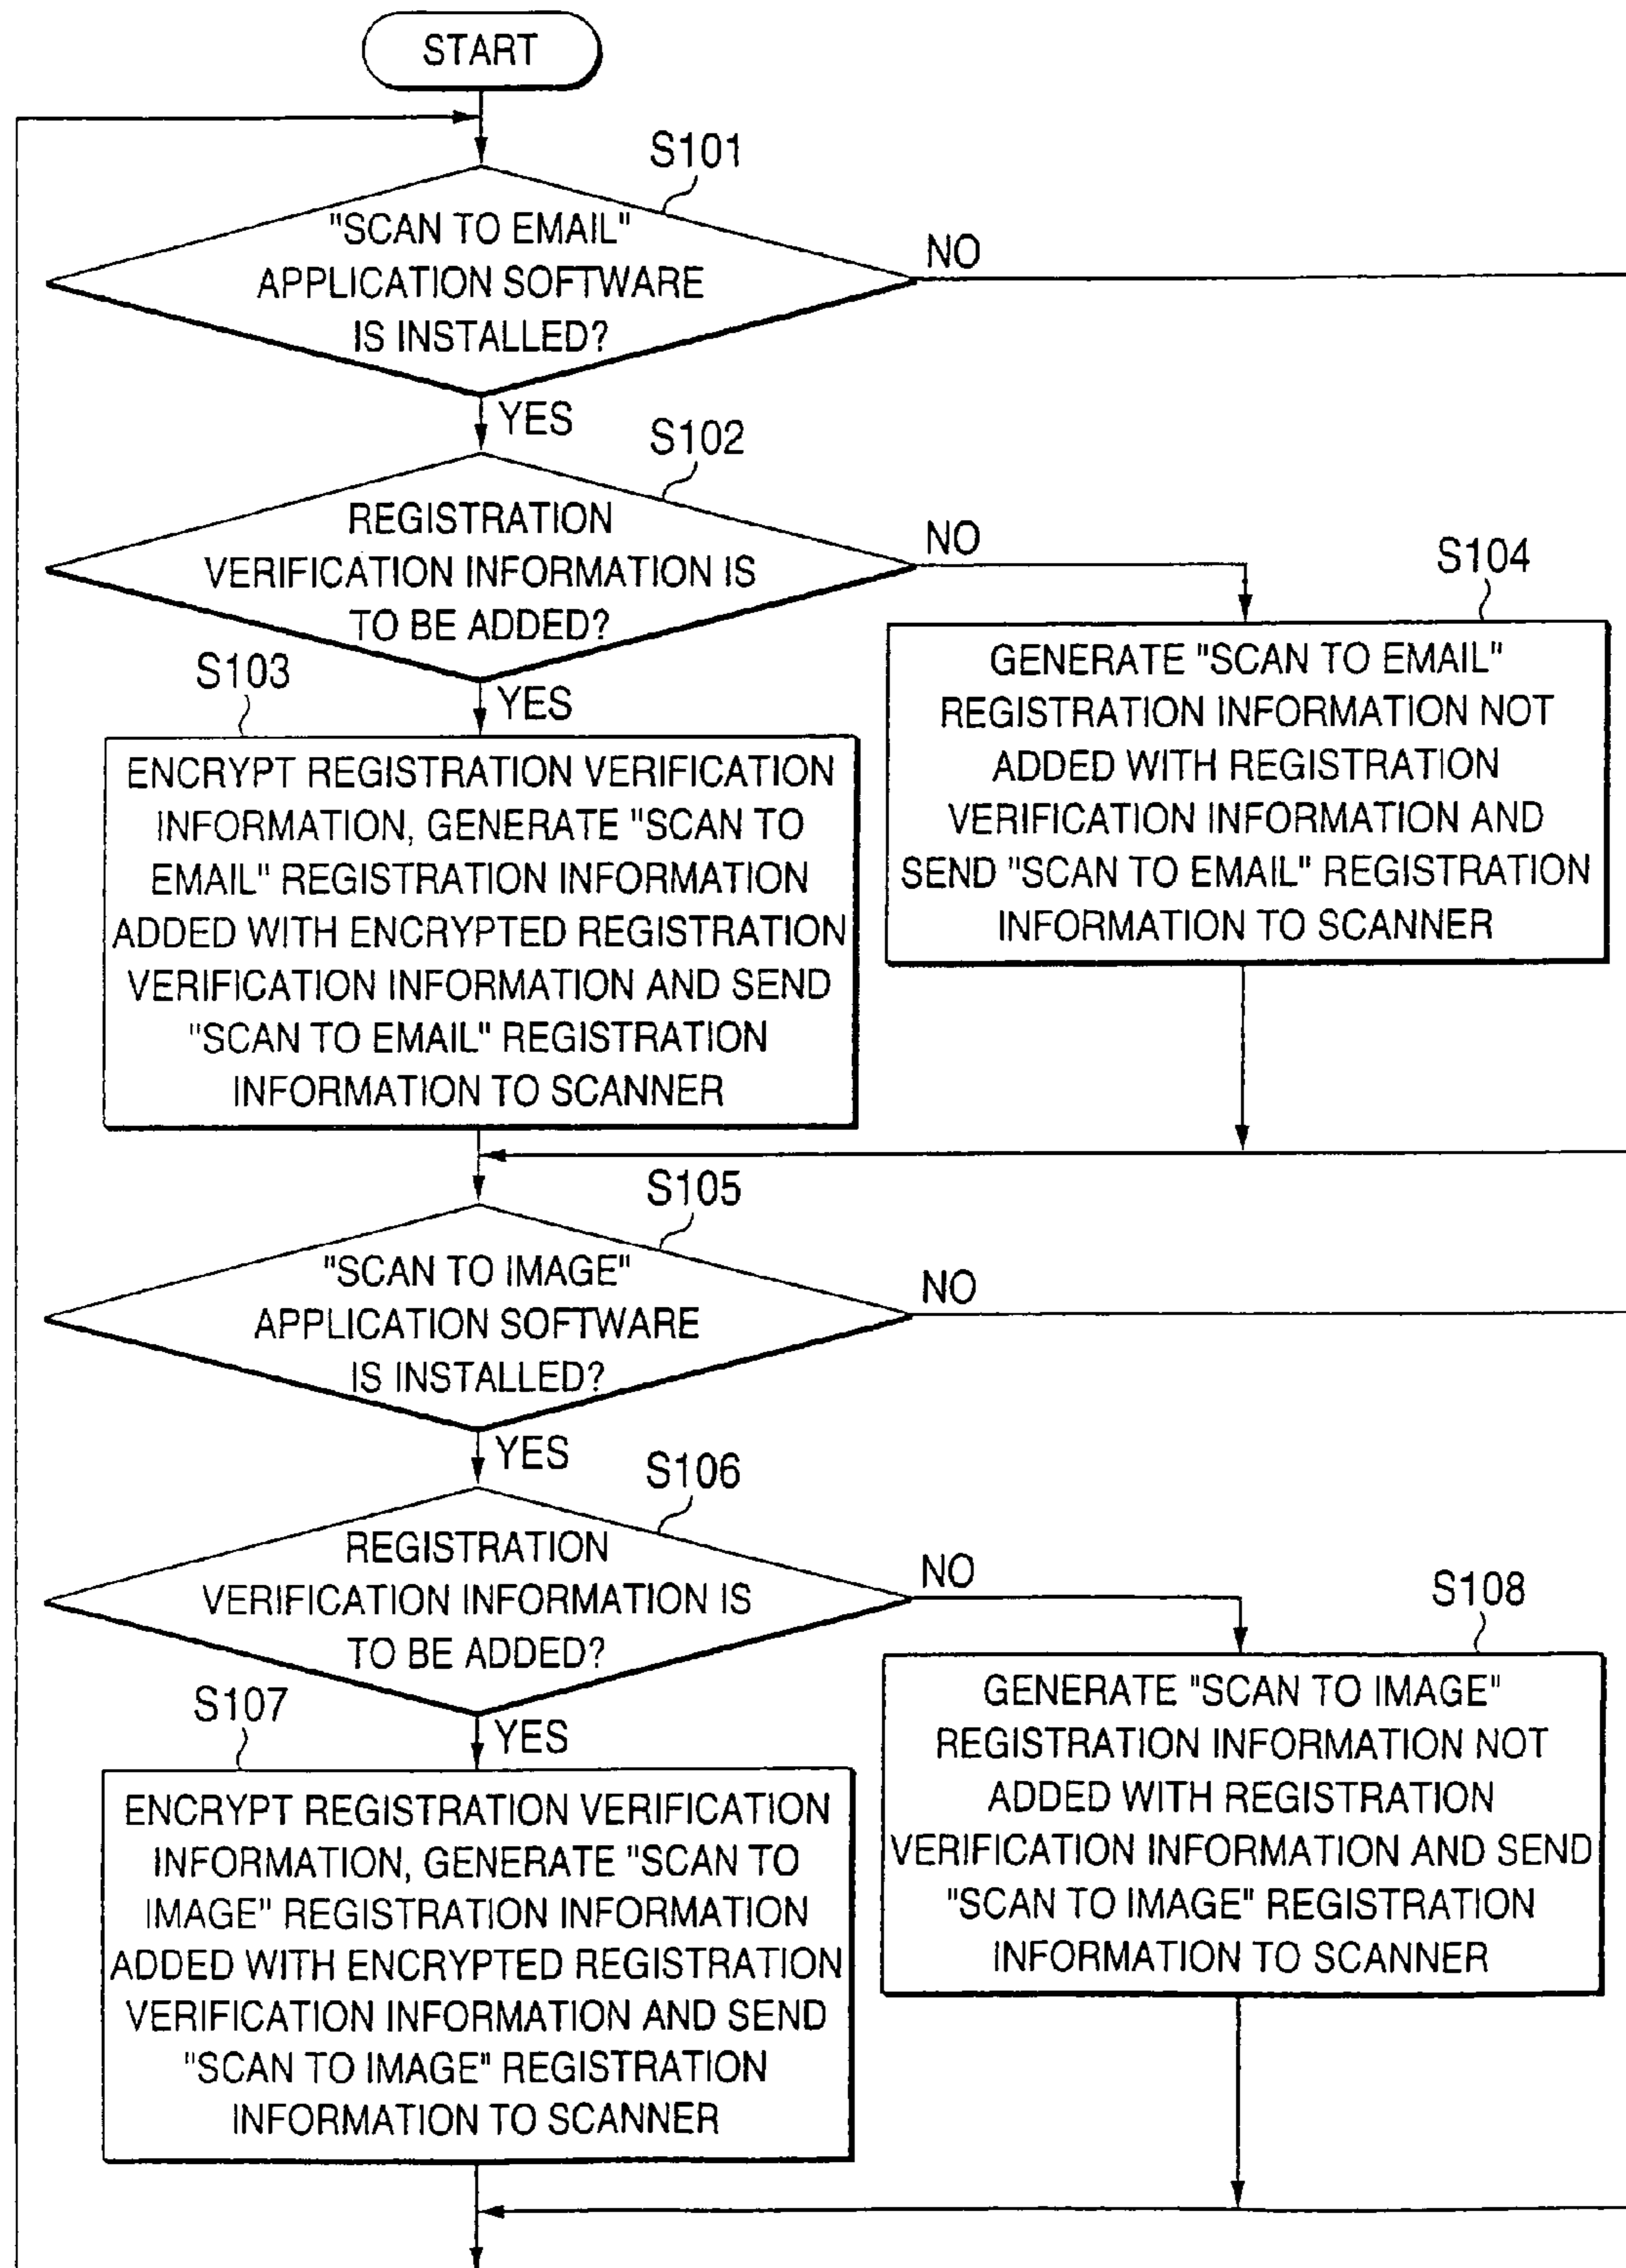 START
S101
"SCAN TO EMAIL"
APPLICATION SOFTWARE
IS INSTALLED?
NO
YES
S102
REGISTRATION
VERIFICATION INFORMATION IS
TO BE ADDED?
NO
YES
S104
GENERATE "SCAN TO EMAIL"
REGISTRATION INFORMATION NOT
ADDED WITH REGISTRATION
VERIFICATION INFORMATION AND
SEND "SCAN TO EMAIL" REGISTRATION
INFORMATION TO SCANNER
S103
ENCRYPT REGISTRATION VERIFICATION
INFORMATION, GENERATE "SCAN TO
EMAIL" REGISTRATION INFORMATION
ADDED WITH ENCRYPTED REGISTRATION
VERIFICATION INFORMATION AND SEND
"SCAN TO EMAIL" REGISTRATION
INFORMATION TO SCANNER
S105
"SCAN TO IMAGE"
APPLICATION SOFTWARE
IS INSTALLED?
NO
YES
S106
REGISTRATION
VERIFICATION INFORMATION IS
TO BE ADDED?
NO
YES
S108
GENERATE "SCAN TO IMAGE"
REGISTRATION INFORMATION NOT
ADDED WITH REGISTRATION
VERIFICATION INFORMATION AND SEND
"SCAN TO IMAGE" REGISTRATION
INFORMATION TO SCANNER
S107
ENCRYPT REGISTRATION VERIFICATION
INFORMATION, GENERATE "SCAN TO
IMAGE" REGISTRATION INFORMATION
ADDED WITH ENCRYPTED REGISTRATION
VERIFICATION INFORMATION AND SEND
"SCAN TO IMAGE" REGISTRATION
INFORMATION TO SCANNER